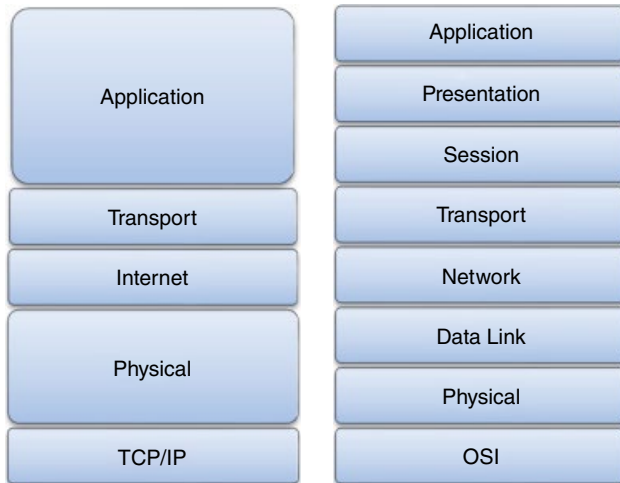 Application
Transport
Internet
Physical
TCP/IP
Application
Presentation
Session
Transport
Network
Data Link
Physical
OSI